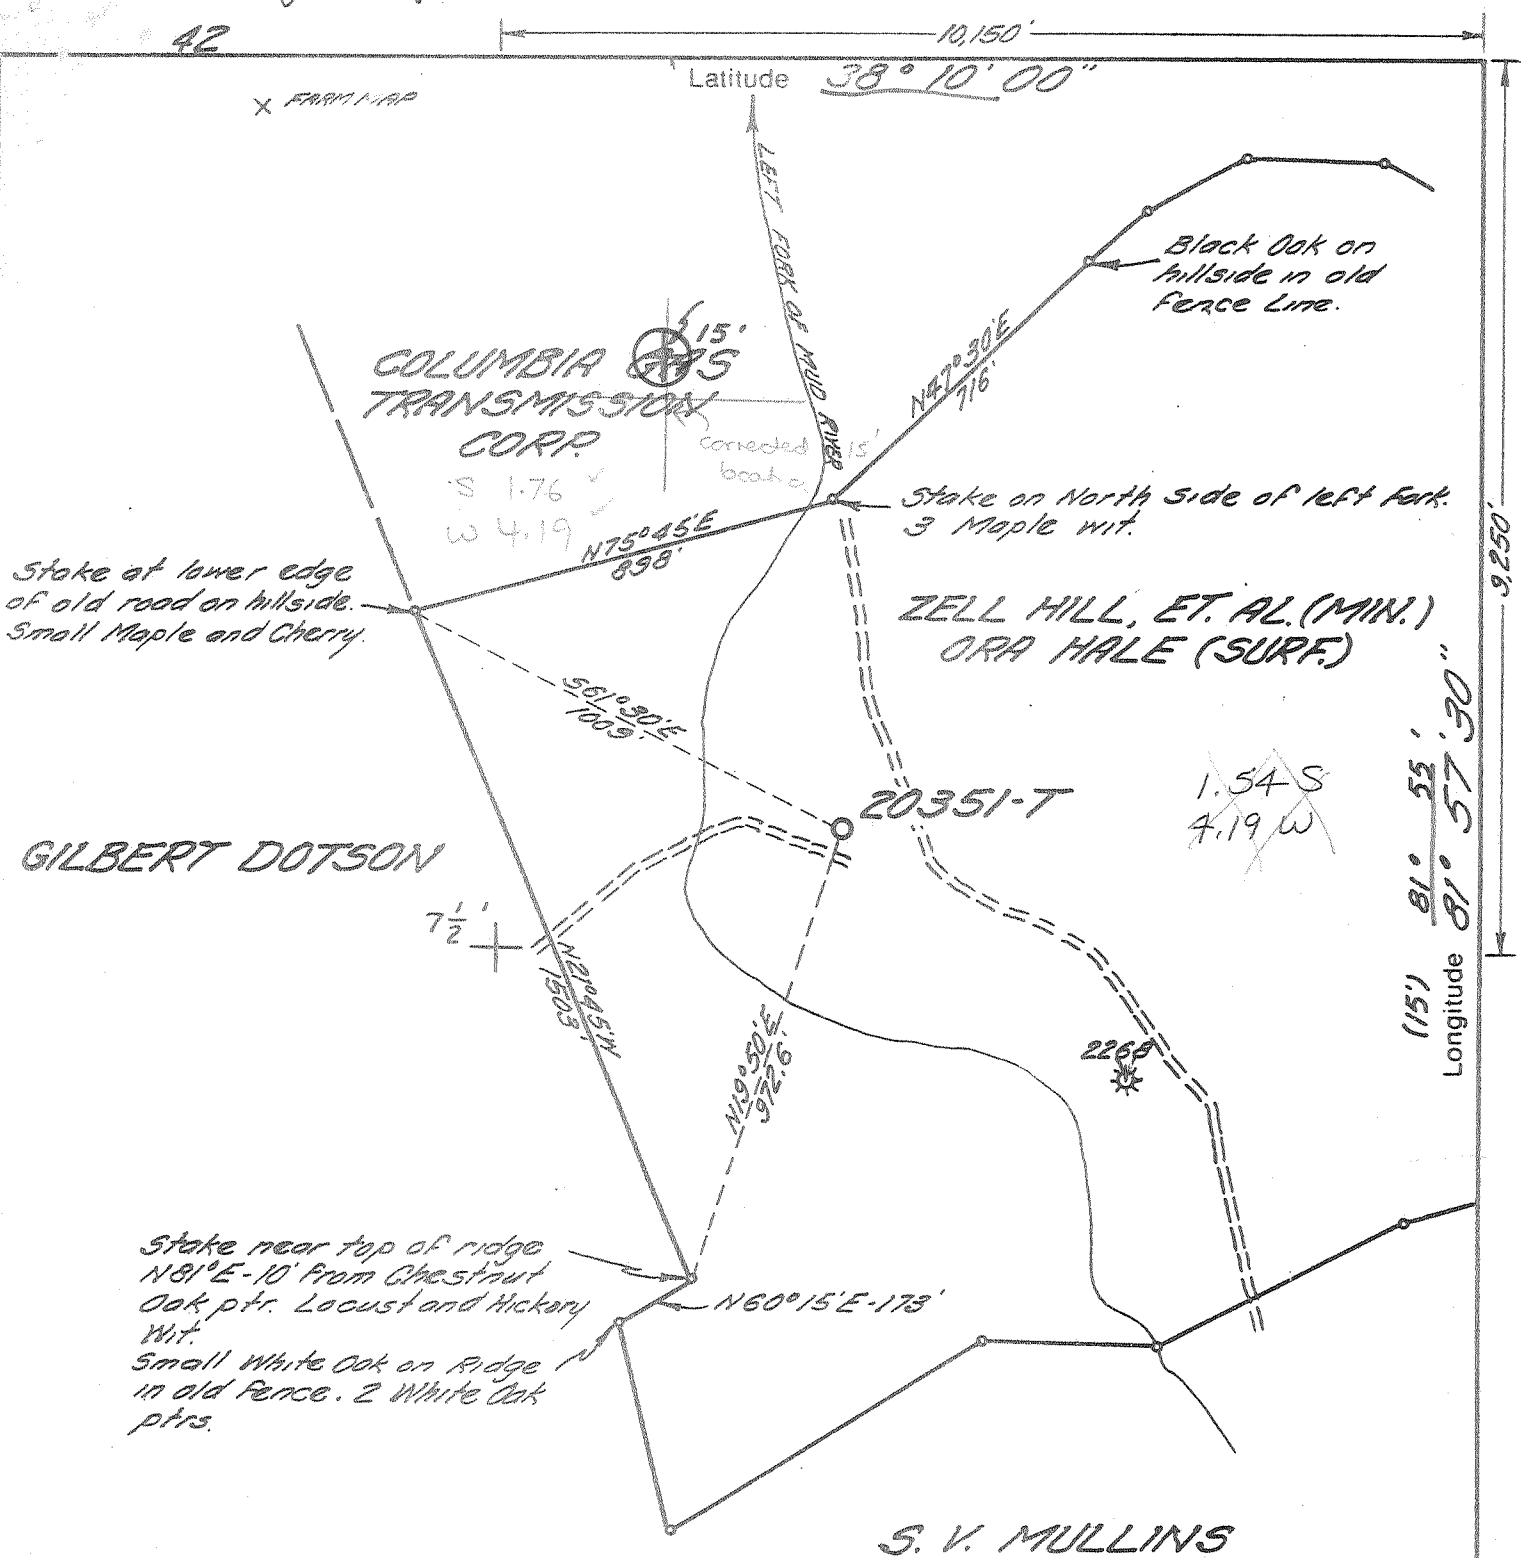 42
10,150'
Latitude 38° 10' 00"
X FARM MAP
LEFT FORK OF MUD RIVER
Black Oak on
hillside in old
Fence Line.
15'
COLUMBIA GAS
TRANSMISSION
CORP.
N47°30'E
716'
corrected
15'
S 1.76
W 4.19
Stake on North Side of left Fork.
3 Maple wit.
N75°45'E
898'
9,250'
Stake at lower edge
of old road on hillside.
Small Maple and Cherry.
ZELL HILL, ET. AL. (MIN.)
ORA HALE (SURF.)
S61°30'E
1009'
20351-T
1.54 S
4.19 W
(15') 81° 55'
Longitude 81° 57' 30"
GILBERT DOTSON
7 1/2'
N21°45'W
1503'
N19°50'E
972.6'
2268
Stake near top of ridge
N81°E-10' from Chestnut
Oak ptr. Locust and Hickory
Wit.
N60°15'E-173'
Small White Oak on Ridge
in old fence. 2 White Oak
ptrs.
S. V. MULLINS